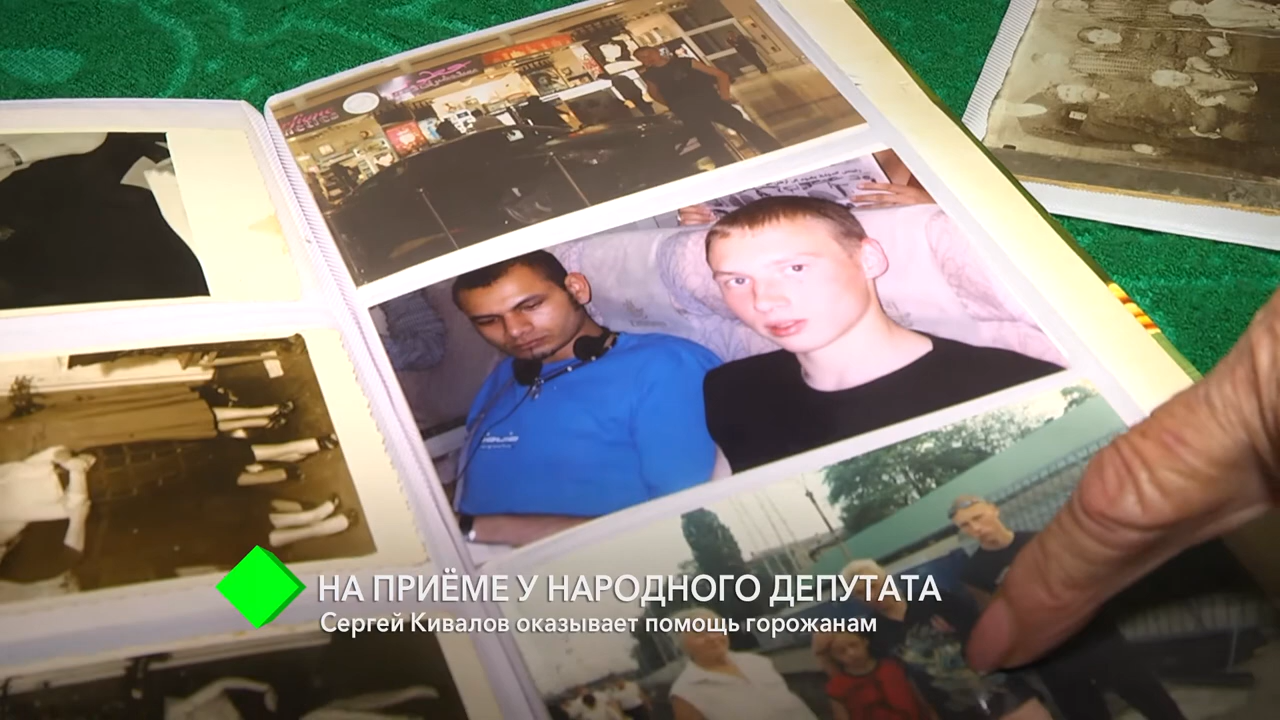 НА ПРИЁМЕ У НАРОДНОГО ДЕПУТАТА
Сергей Кивалов оказывает помощь горожанам